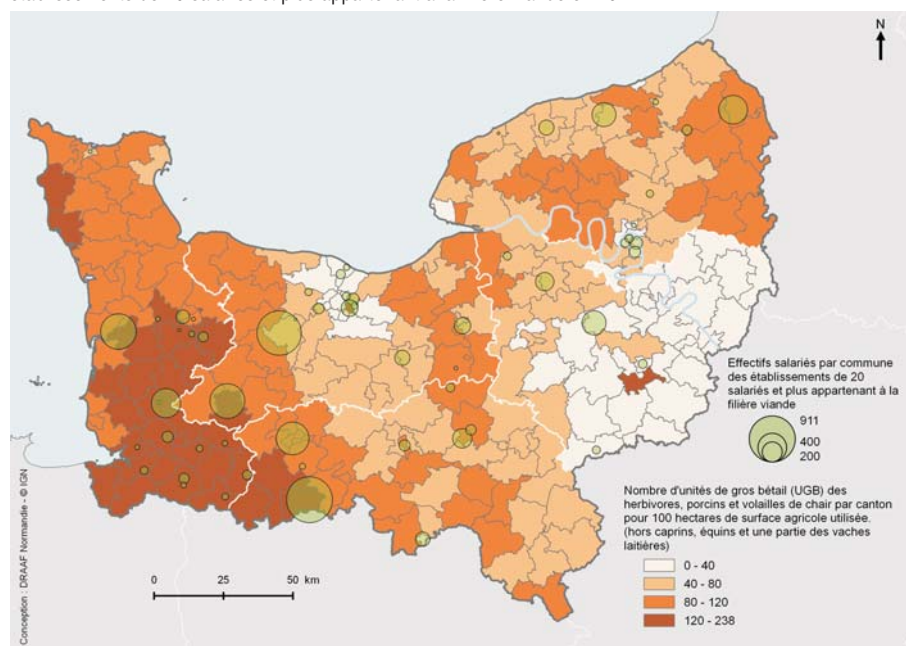 N
Effectifs salariés par commune
des établissements de 20
salariés et plus appartenant à la
filière viande
911
400
200
Nombre d'unités de gros bétail (UGB) des
herbivores, porcins et volailles de chair par canton
pour 100 hectares de surface agricole utilisée.
(hors caprins, équins et une partie des vaches
laitières)
0 - 40
40 - 80
80 - 120
120 - 238
0 25 50 km
Conception : DRAAF Normandie - © IGN